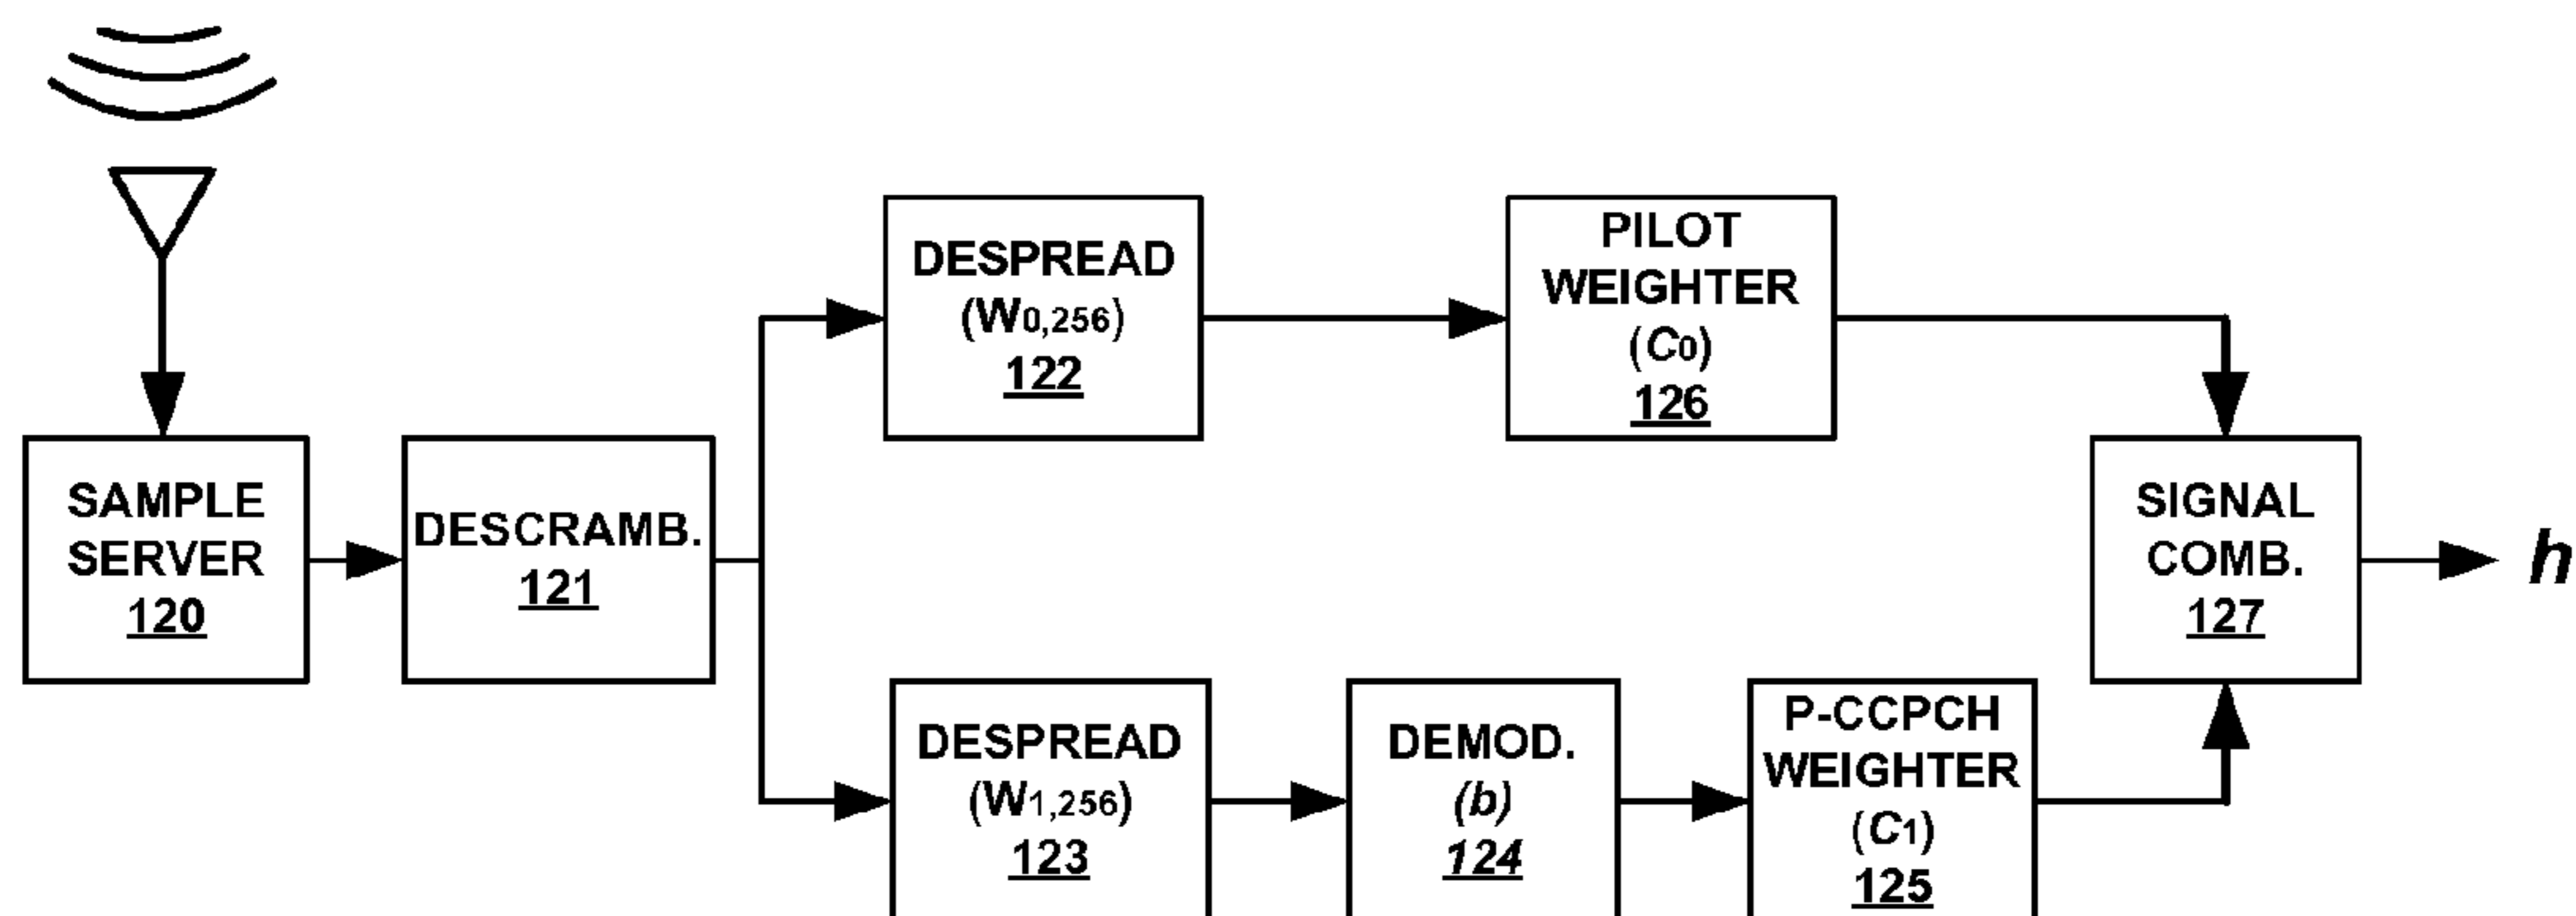 SAMPLE
SERVER
120
DESCRAMB.
121
DESPREAD
(W0,256)
122
PILOT
WEIGHTER
(C0)
126
DESPREAD
(W1,256)
123
DEMOD.
(b)
124
P-CCPCH
WEIGHTER
(C1)
125
SIGNAL
COMB.
127
h